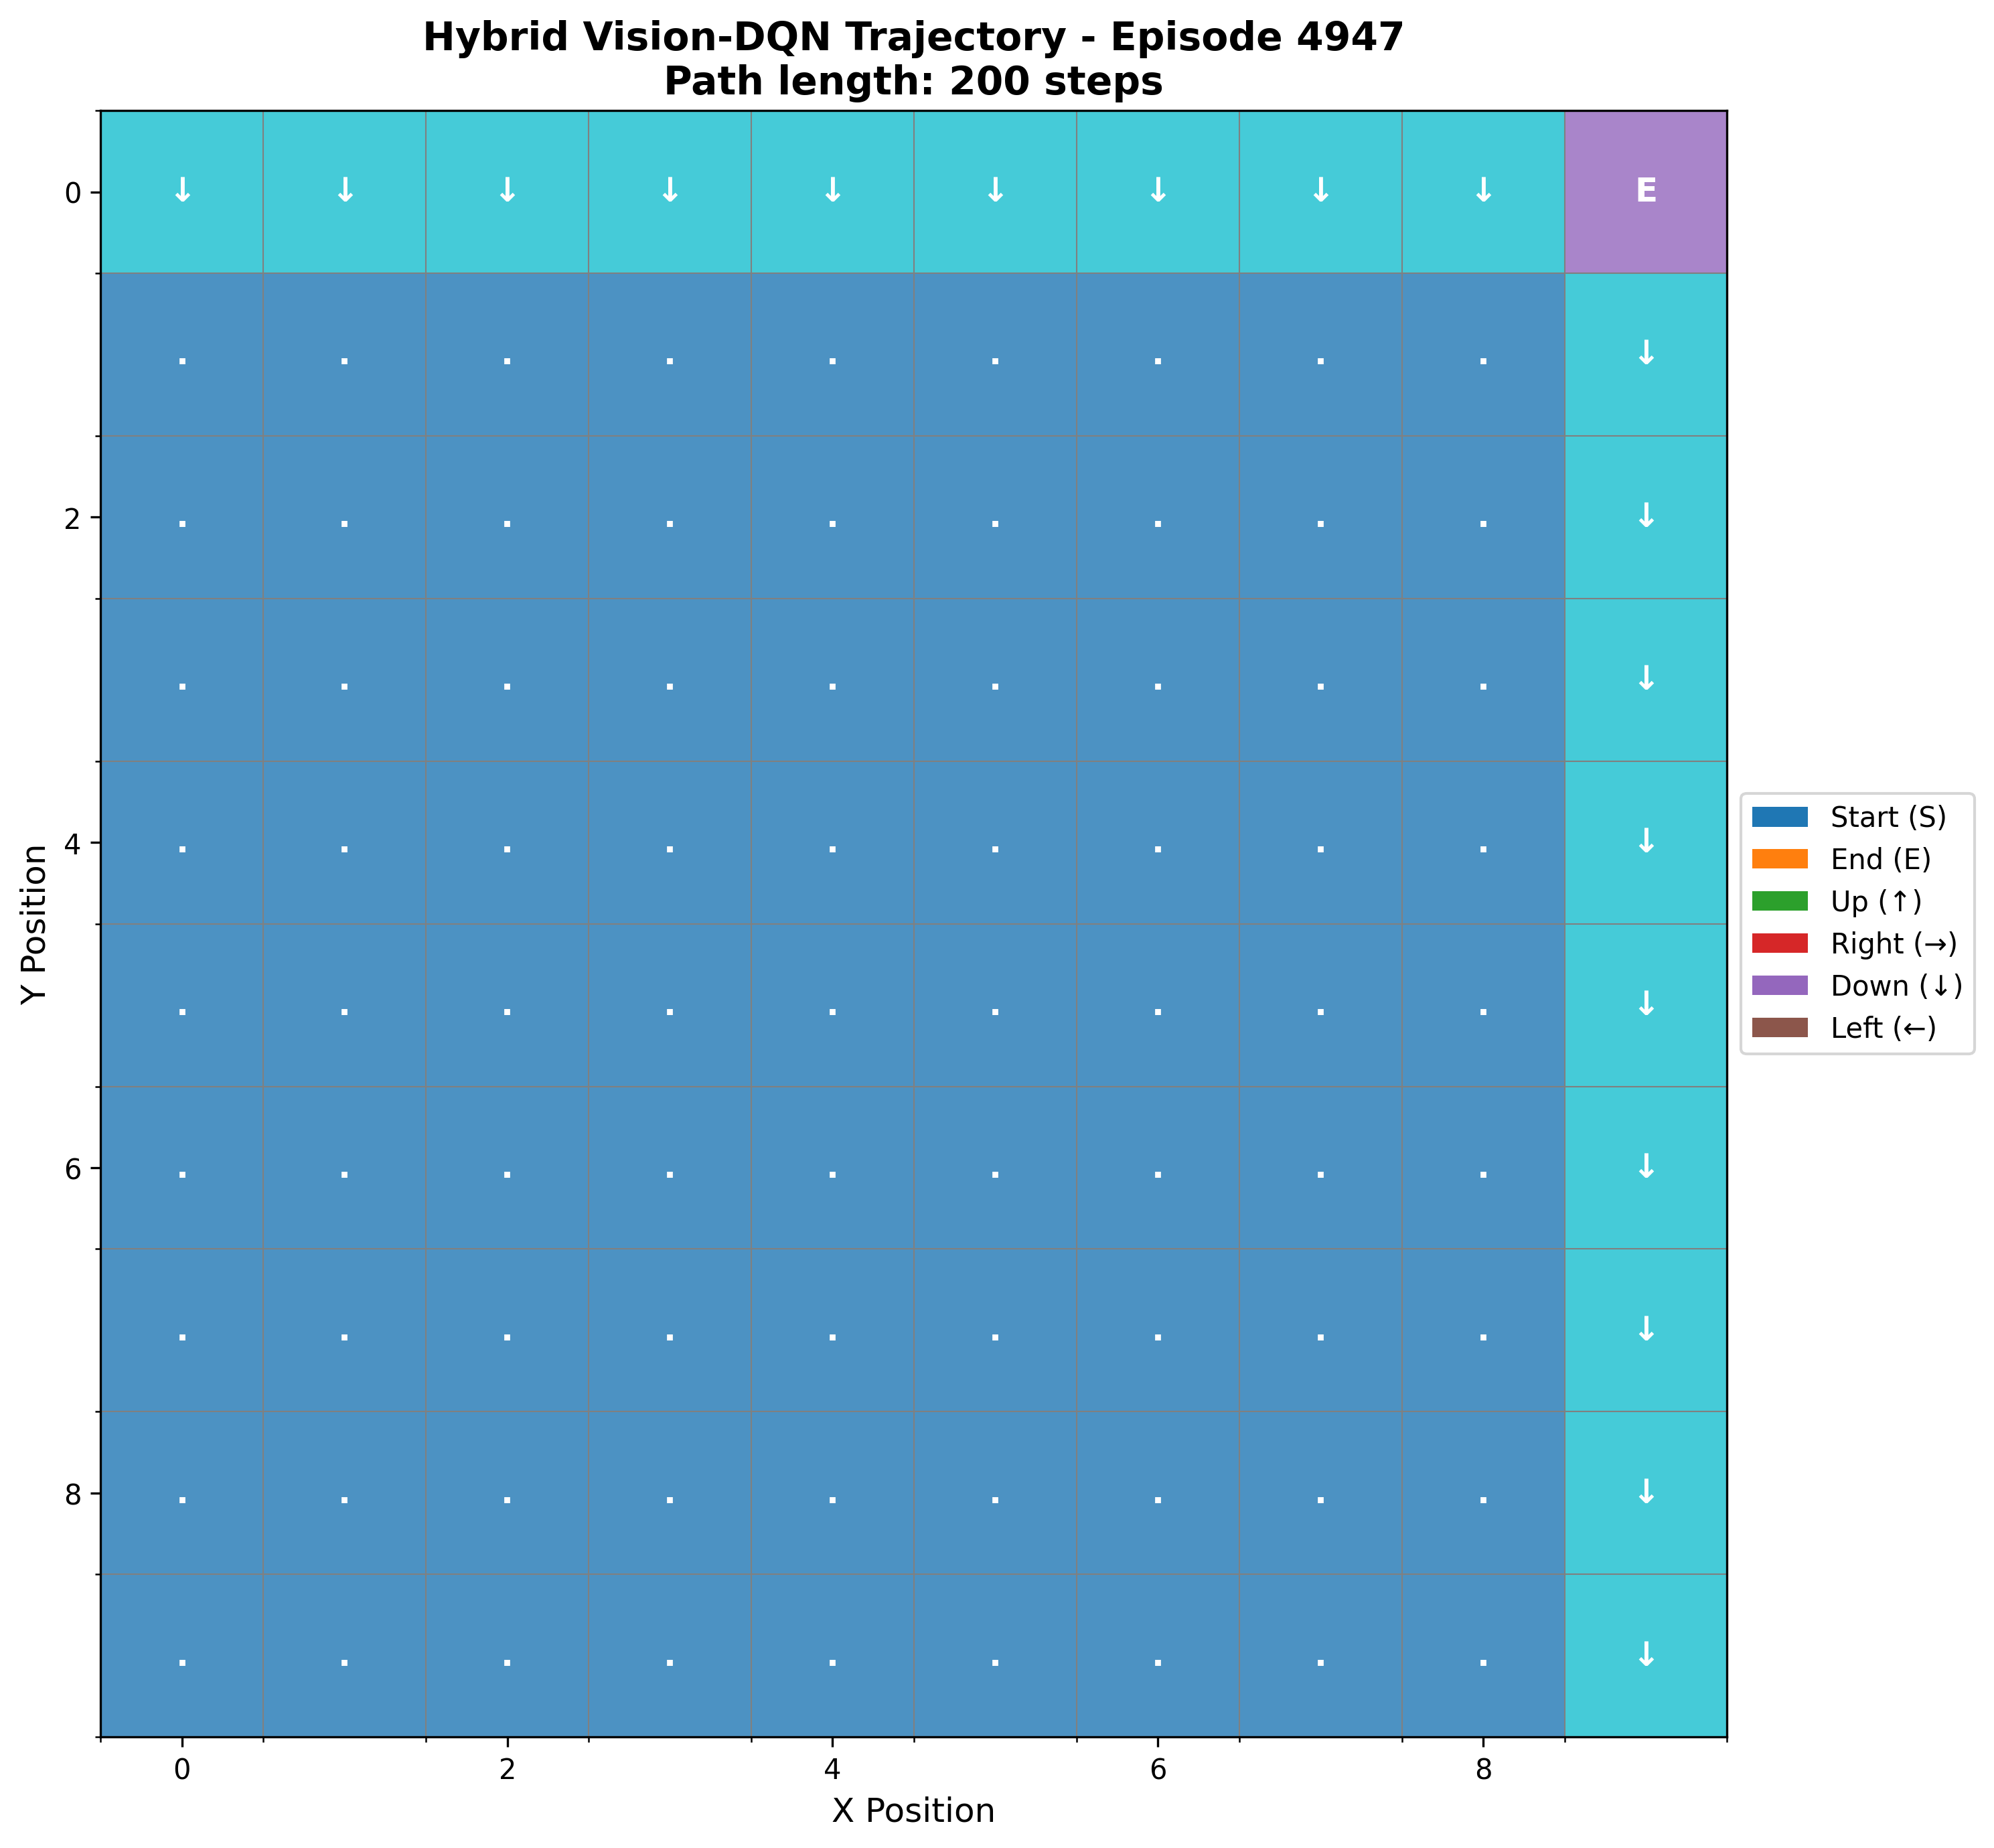 Hybrid Vision-DQN Trajectory - Episode 4947
Path length: 200 steps
0 ↓ ↓ ↓ ↓ ↓ ↓ ↓ ↓ ↓ E
. . . . . . . . . ↓
2 . . . . . . . . . ↓
. . . . . . . . . ↓
4 . . . . . . . . . ↓
. . . . . . . . . ↓
6 . . . . . . . . . ↓
. . . . . . . . . ↓
8 . . . . . . . . . ↓
. . . . . . . . . ↓
0 2 4 6 8
X Position
Y Position
Start (S)
End (E)
Up (↑)
Right (→)
Down (↓)
Left (←)